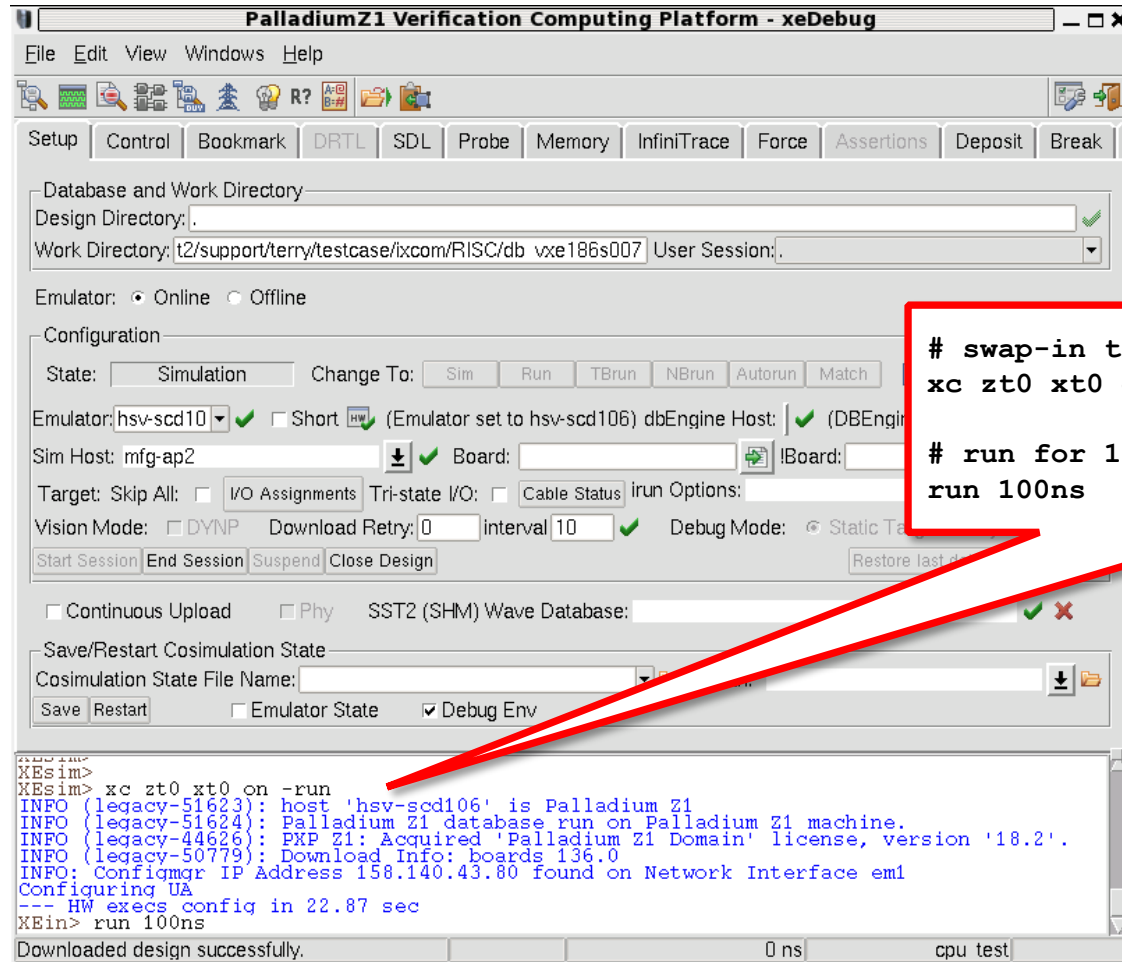 PalladiumZ1 Verification Computing Platform - xeDebug
File Edit View Windows Help
R? A:@ B:#
Setup Control Bookmark DRTL SDL Probe Memory InfiniTrace Force Assertions Deposit Break
Database and Work Directory
Design Directory: .
Work Directory: t2/support/terry/testcase/ixcom/RISC/db_vxe186s007 User Session: .
Emulator: Online Offline
Configuration
State: Simulation Change To: Sim Run TBrun NBrun Autorun Match
Emulator: hsv-scd10 Short HW (Emulator set to hsv-scd106) dbEngine Host: (DBEngin
Sim Host: mfg-ap2 Board: !Board:
Target: Skip All: I/O Assignments Tri-state I/O: Cable Status irun Options:
Vision Mode: DYNP Download Retry: 0 interval 10 Debug Mode: Static Ta
Start Session End Session Suspend Close Design Restore last
Continuous Upload Phy SST2 (SHM) Wave Database:
Save/Restart Cosimulation State
Cosimulation State File Name:
Save Restart Emulator State Debug Env
# swap-in t
xc zt0 xt0
# run for 1
run 100ns
XEsim>
XEsim> xc zt0 xt0 on -run
INFO (legacy-51623): host 'hsv-scd106' is Palladium Z1
INFO (legacy-51624): Palladium Z1 database run on Palladium Z1 machine.
INFO (legacy-44626): PXP Z1: Acquired 'Palladium Z1 Domain' license, version '18.2'.
INFO (legacy-50779): Download Info: boards 136.0
INFO: Configmgr IP Address 158.140.43.80 found on Network Interface em1
Configuring UA
--- HW execs config in 22.87 sec
XEin> run 100ns
Downloaded design successfully. 0 ns cpu_test